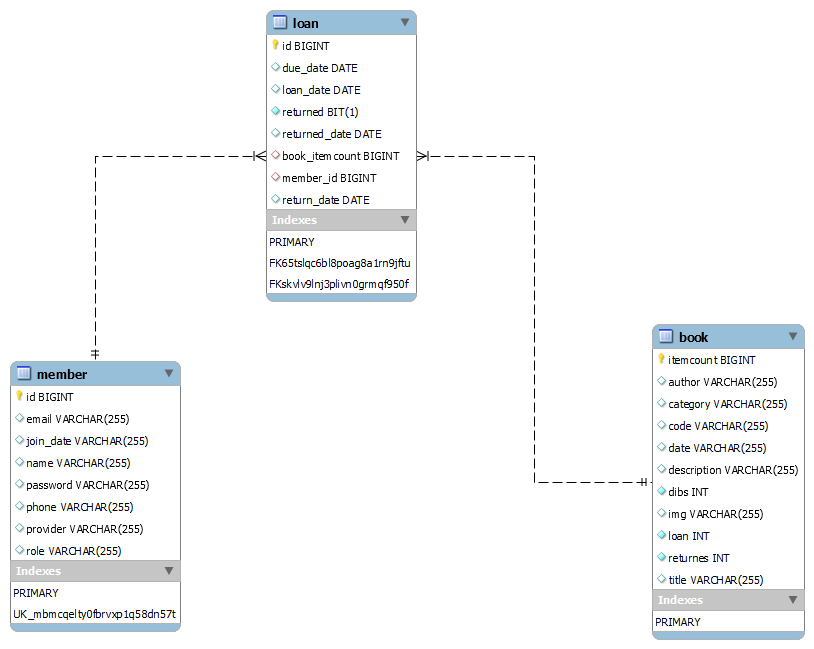 loan
id BIGINT
due_date DATE
loan_date DATE
returned BIT(1)
returned_date DATE
book_itemcount BIGINT
member_id BIGINT
return_date DATE
Indexes
PRIMARY
FK65tslqc6bl8poag8a1rn9jftu
FKskvlv9lnj3plivn0grmqf950f
member
id BIGINT
email VARCHAR(255)
join_date VARCHAR(255)
name VARCHAR(255)
password VARCHAR(255)
phone VARCHAR(255)
provider VARCHAR(255)
role VARCHAR(255)
Indexes
PRIMARY
UK_mbmcqelty0fbrvxp1q58dn57t
book
itemcount BIGINT
author VARCHAR(255)
category VARCHAR(255)
code VARCHAR(255)
date VARCHAR(255)
description VARCHAR(255)
dibs INT
img VARCHAR(255)
loan INT
returnes INT
title VARCHAR(255)
Indexes
PRIMARY